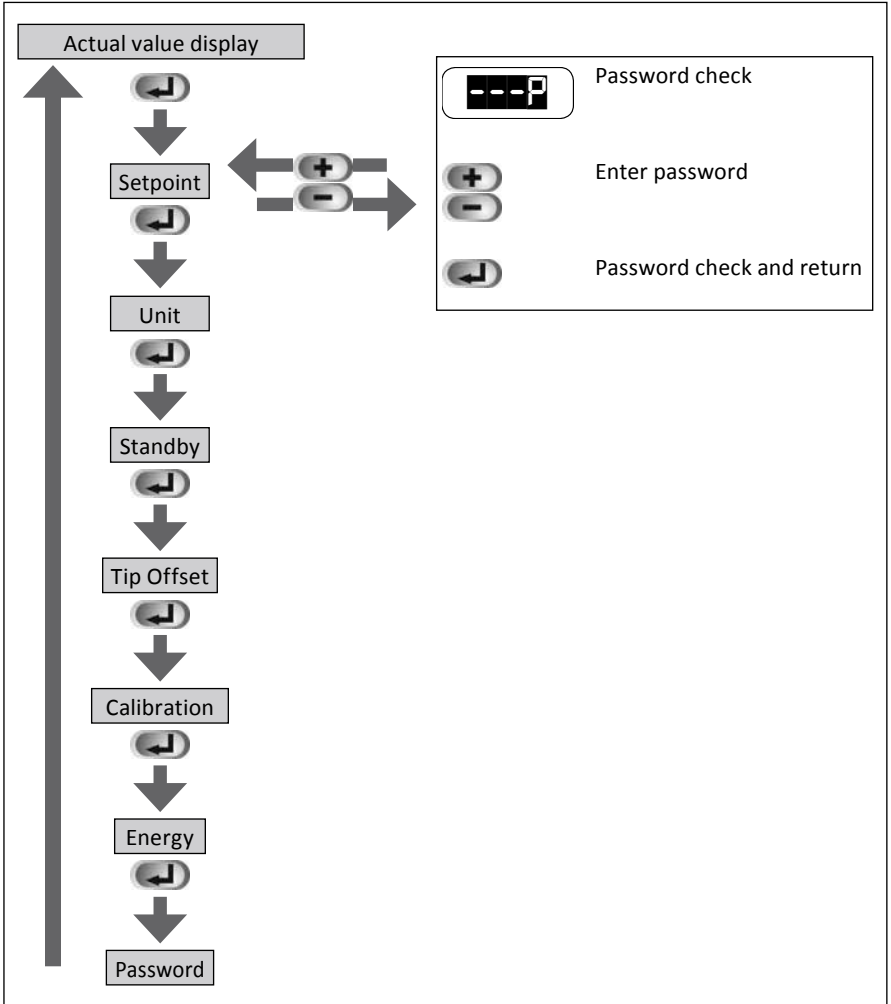 Actual value display
Setpoint
Unit
Standby
Tip Offset
Calibration
Energy
Password
---P
Password check
Enter password
Password check and return